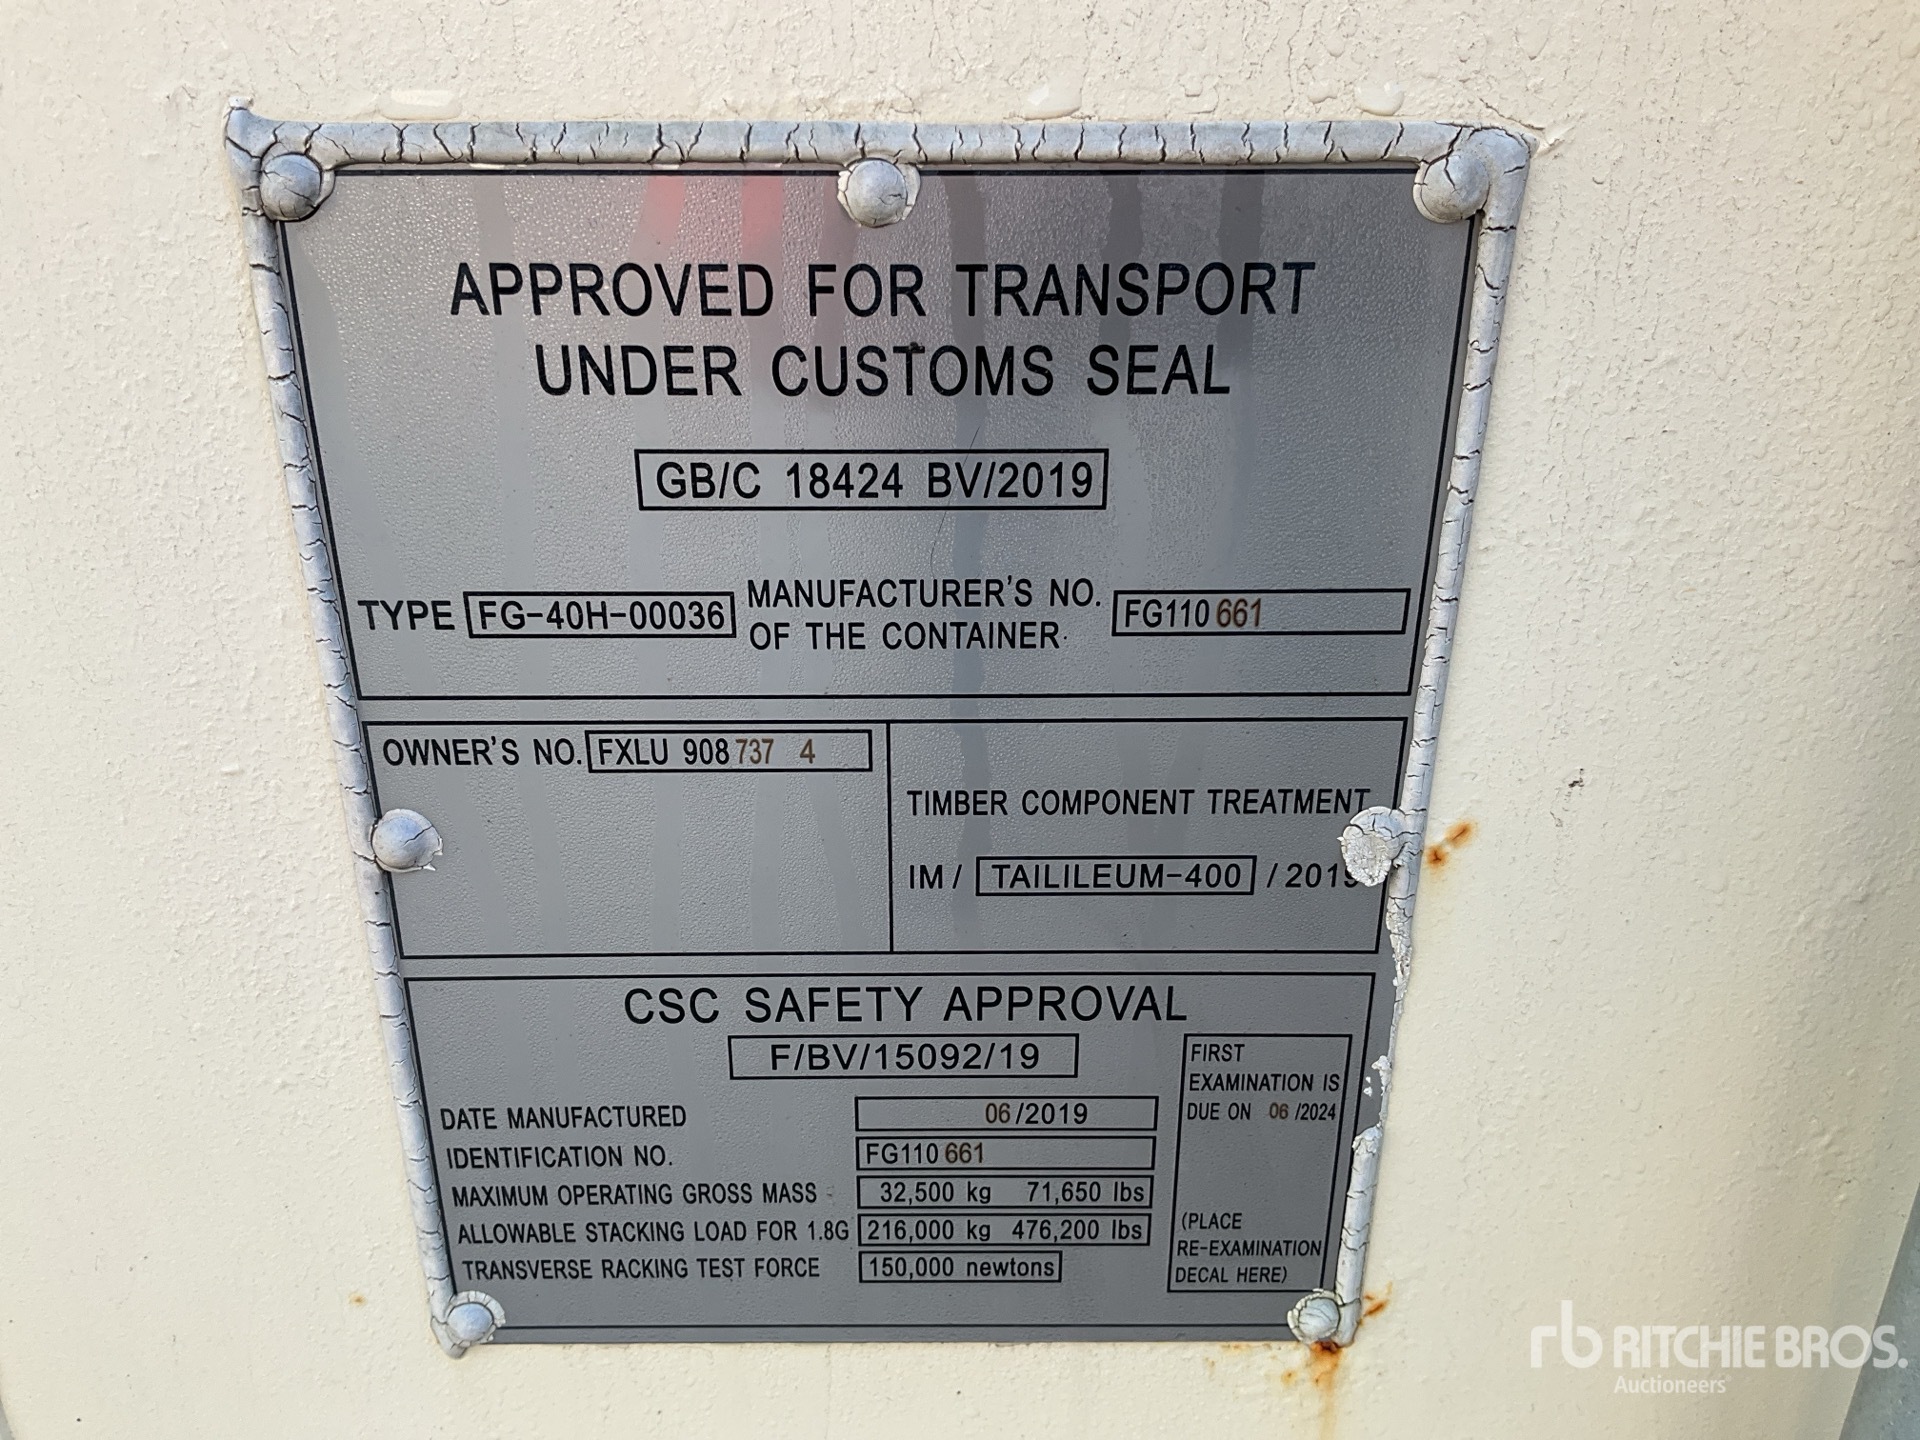 APPROVED FOR TRANSPORT
UNDER CUSTOMS SEAL
GB/C 18424 BV/2019
TYPE FG-40H-00036 MANUFACTURER'S NO. OF THE CONTAINER FG110 661
OWNER'S NO. FXLU 908 737 4
TIMBER COMPONENT TREATMENT
IM / TAILILEUM-400 / 2019
CSC SAFETY APPROVAL
F/BV/15092/19
DATE MANUFACTURED 06/2019
IDENTIFICATION NO. FG110 661
MAXIMUM OPERATING GROSS MASS 32,500 kg 71,650 lbs
ALLOWABLE STACKING LOAD FOR 1.8G 216,000 kg 476,200 lbs
TRANSVERSE RACKING TEST FORCE 150,000 newtons
FIRST
EXAMINATION IS
DUE ON 06 /2024
(PLACE
RE-EXAMINATION
DECAL HERE)
rb RITCHIE BROS.
Auctioneers